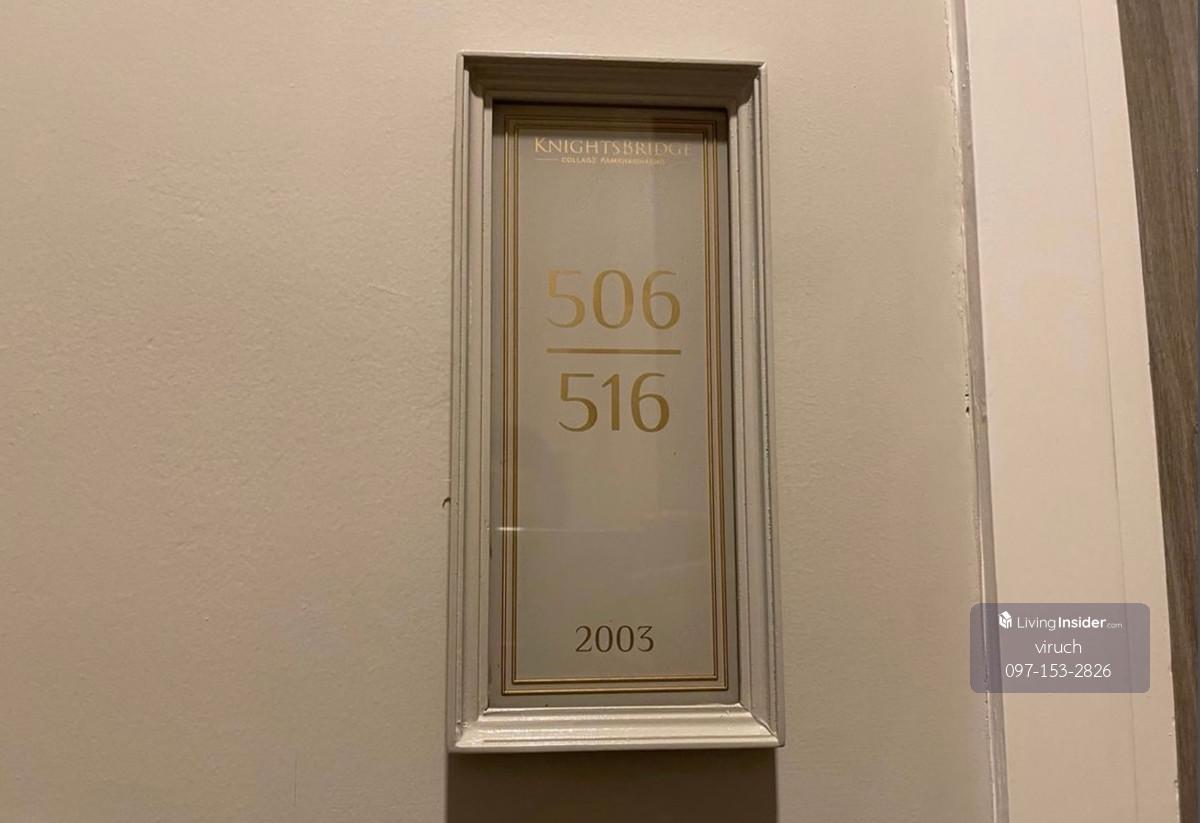 KNIGHTSBRIDGE
COLLAGE RAMKHAMHAENG
506
516
2003
LivingInsider.com
viruch
097-153-2826